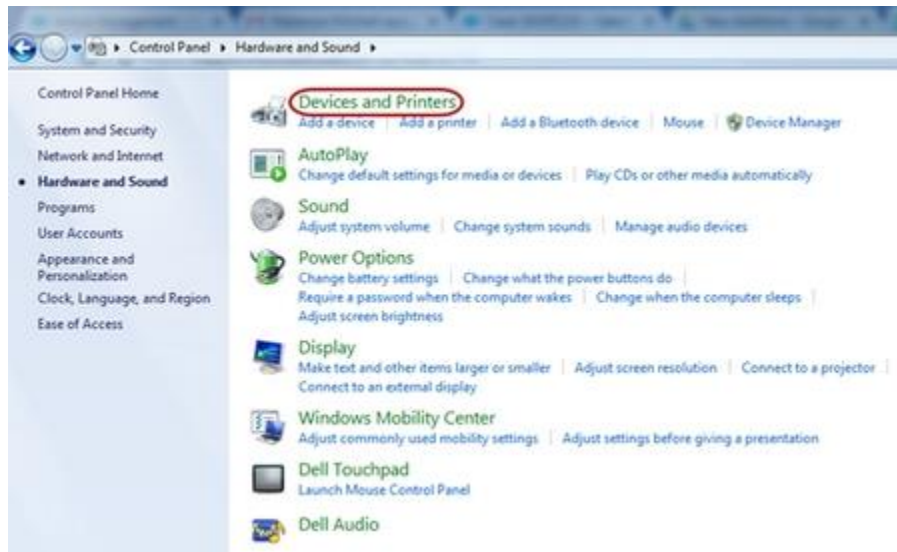 Control Panel ▸ Hardware and Sound ▸
Control Panel Home
System and Security
Network and Internet
• Hardware and Sound
Programs
User Accounts
Appearance and
Personalization
Clock, Language, and Region
Ease of Access
Devices and Printers
Add a device | Add a printer | Add a Bluetooth device | Mouse | Device Manager
AutoPlay
Change default settings for media or devices | Play CDs or other media automatically
Sound
Adjust system volume | Change system sounds | Manage audio devices
Power Options
Change battery settings | Change what the power buttons do |
Require a password when the computer wakes | Change when the computer sleeps |
Adjust screen brightness
Display
Make text and other items larger or smaller | Adjust screen resolution | Connect to a projector |
Connect to an external display
Windows Mobility Center
Adjust commonly used mobility settings | Adjust settings before giving a presentation
Dell Touchpad
Launch Mouse Control Panel
Dell Audio